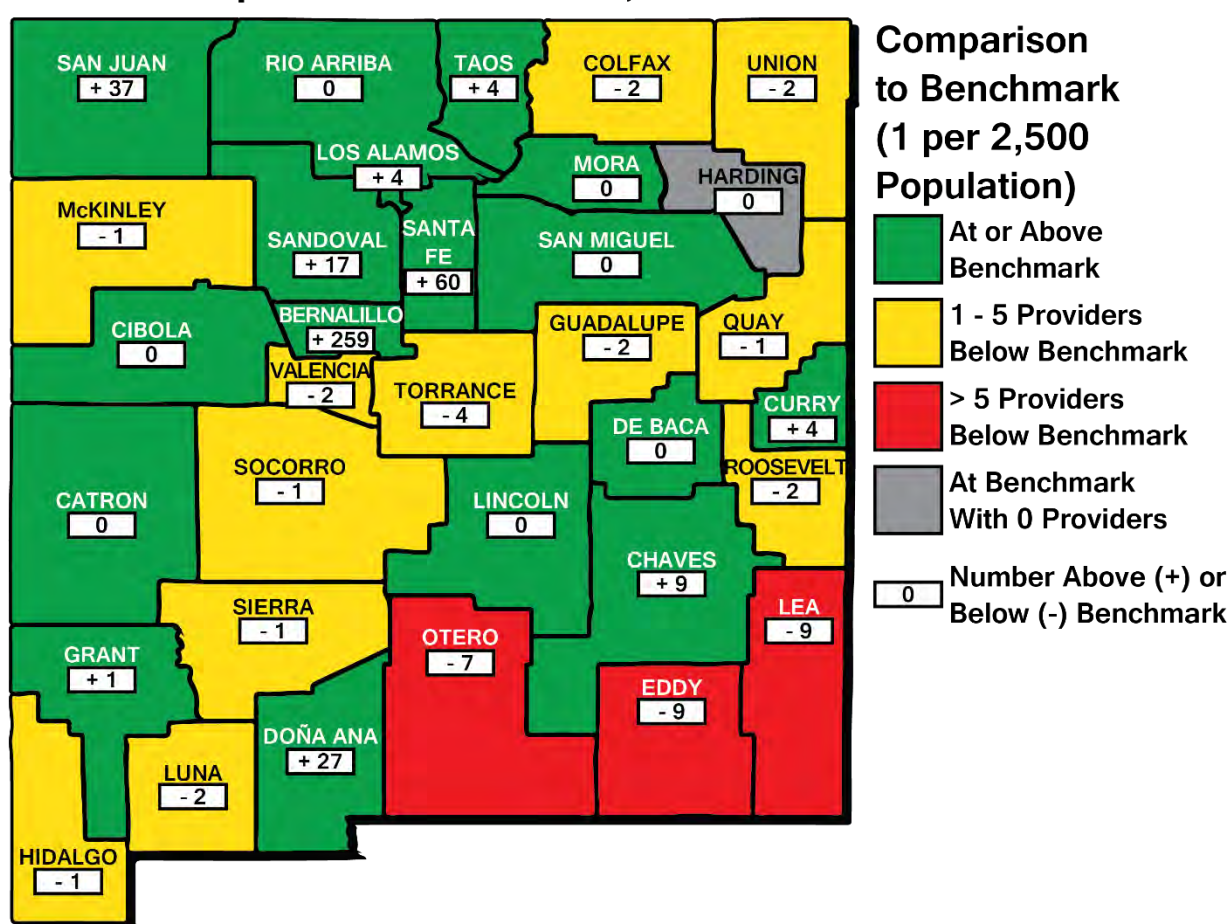 SAN JUAN
+ 37
RIO ARRIBA
0
TAOS
+ 4
COLFAX
- 2
UNION
- 2
LOS ALAMOS
+ 4
MORA
0
HARDING
0
McKINLEY
- 1
SANDOVAL
+ 17
SANTA
FE
+ 60
SAN MIGUEL
0
CIBOLA
0
BERNALILLO
+ 259
VALENCIA
- 2
TORRANCE
- 4
GUADALUPE
- 2
QUAY
- 1
CURRY
+ 4
DE BACA
0
ROOSEVELT
- 2
CATRON
0
SOCORRO
- 1
LINCOLN
0
CHAVES
+ 9
LEA
- 9
SIERRA
- 1
OTERO
- 7
EDDY
- 9
GRANT
+ 1
DOÑA ANA
+ 27
LUNA
- 2
HIDALGO
- 1
Comparison
to Benchmark
(1 per 2,500
Population)
At or Above
Benchmark
1 - 5 Providers
Below Benchmark
> 5 Providers
Below Benchmark
At Benchmark
With 0 Providers
0
Number Above (+) or
Below (-) Benchmark